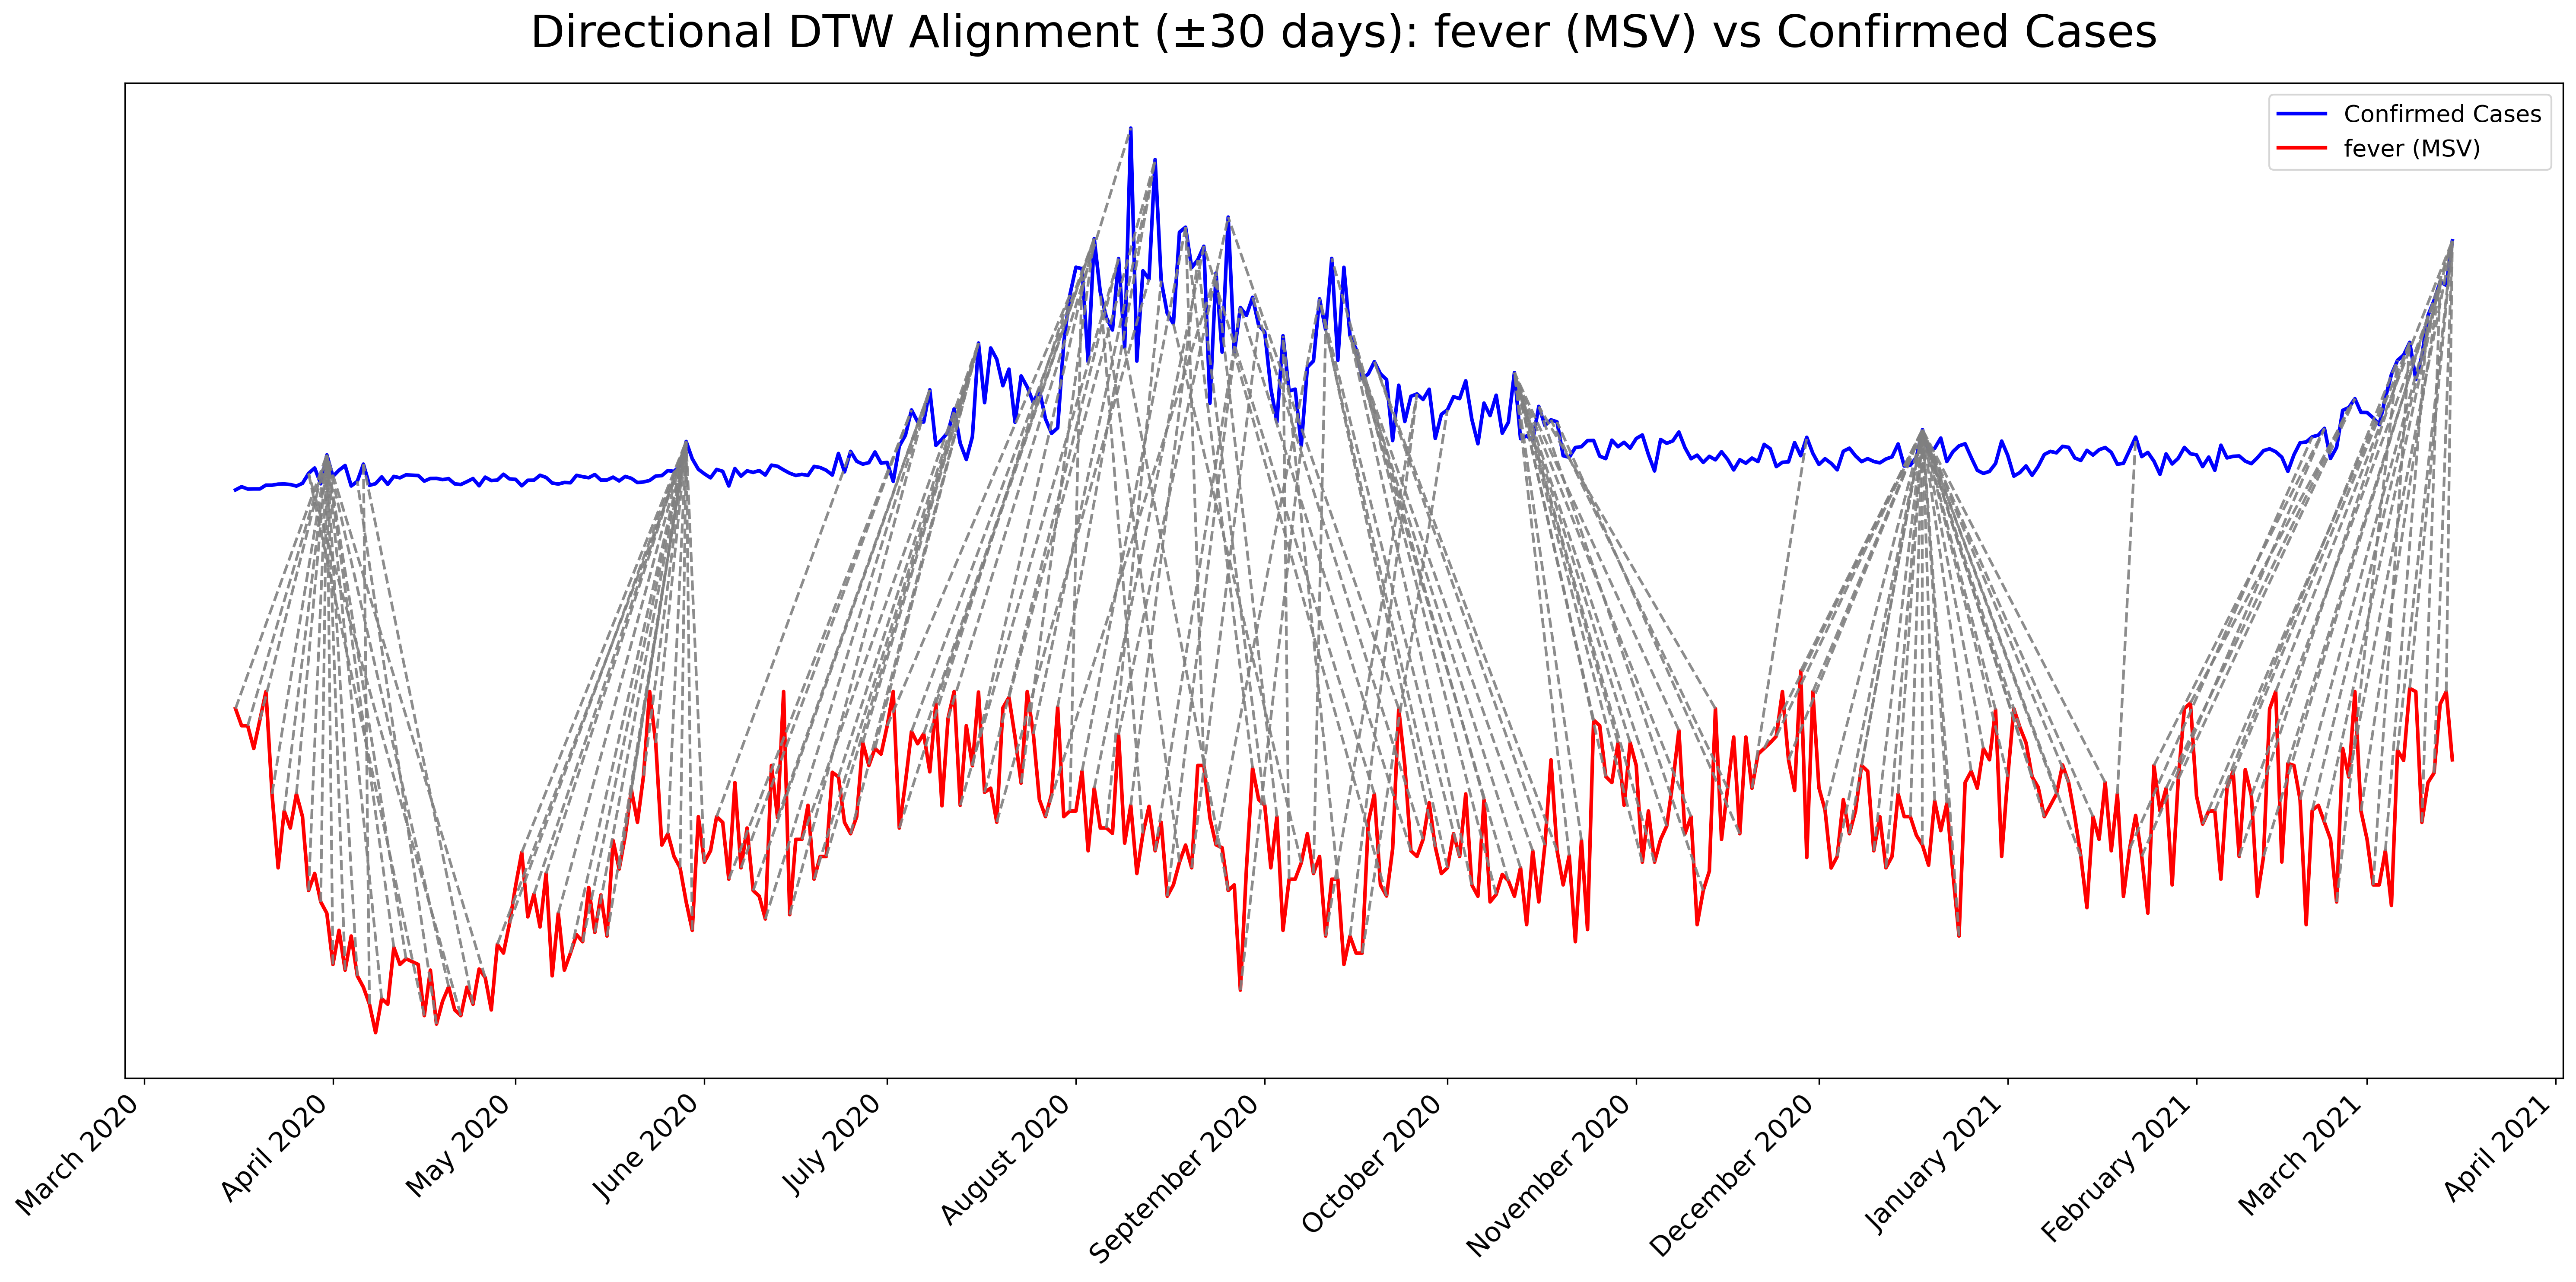 Directional DTW Alignment (±30 days): fever (MSV) vs Confirmed Cases
Confirmed Cases
fever (MSV)
March 2020
April 2020
May 2020
June 2020
July 2020
August 2020
September 2020
October 2020
November 2020
December 2020
January 2021
February 2021
March 2021
April 2021